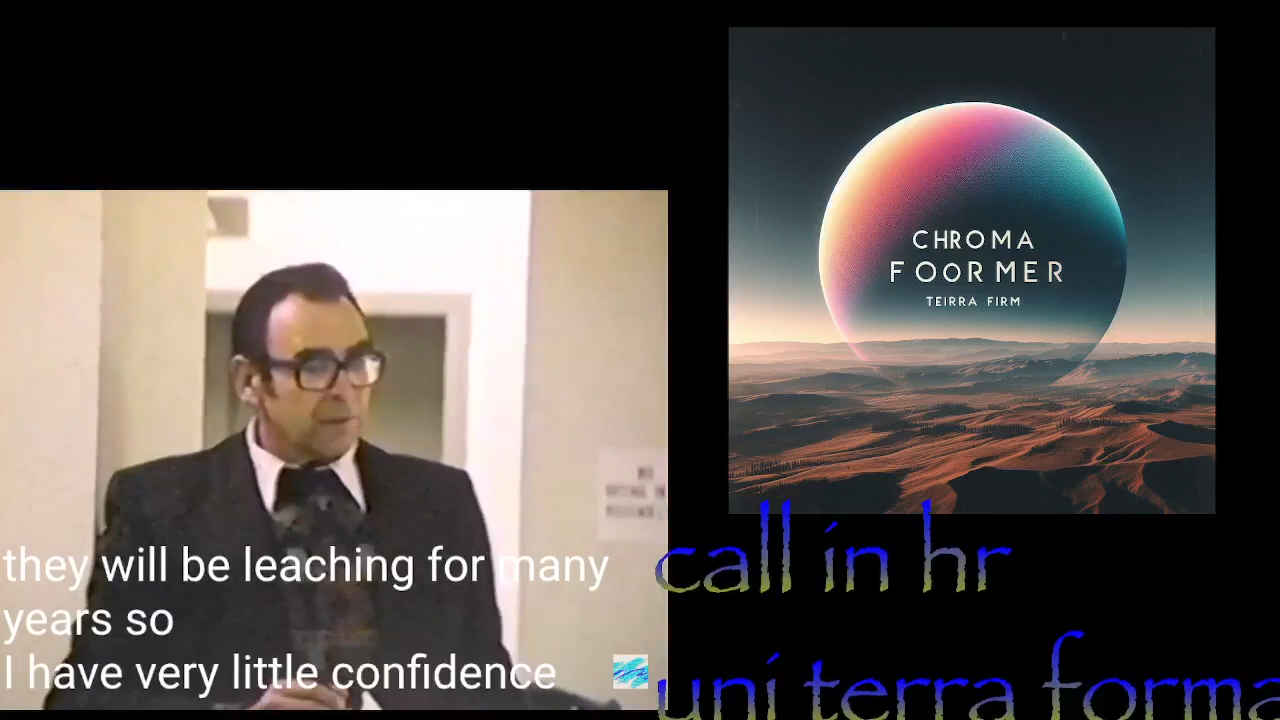 they will be leaching for many
years so
I have very little confidence
CHROMA
FOORMER
TEIRRA FIRM
call in hr
uni terra forma